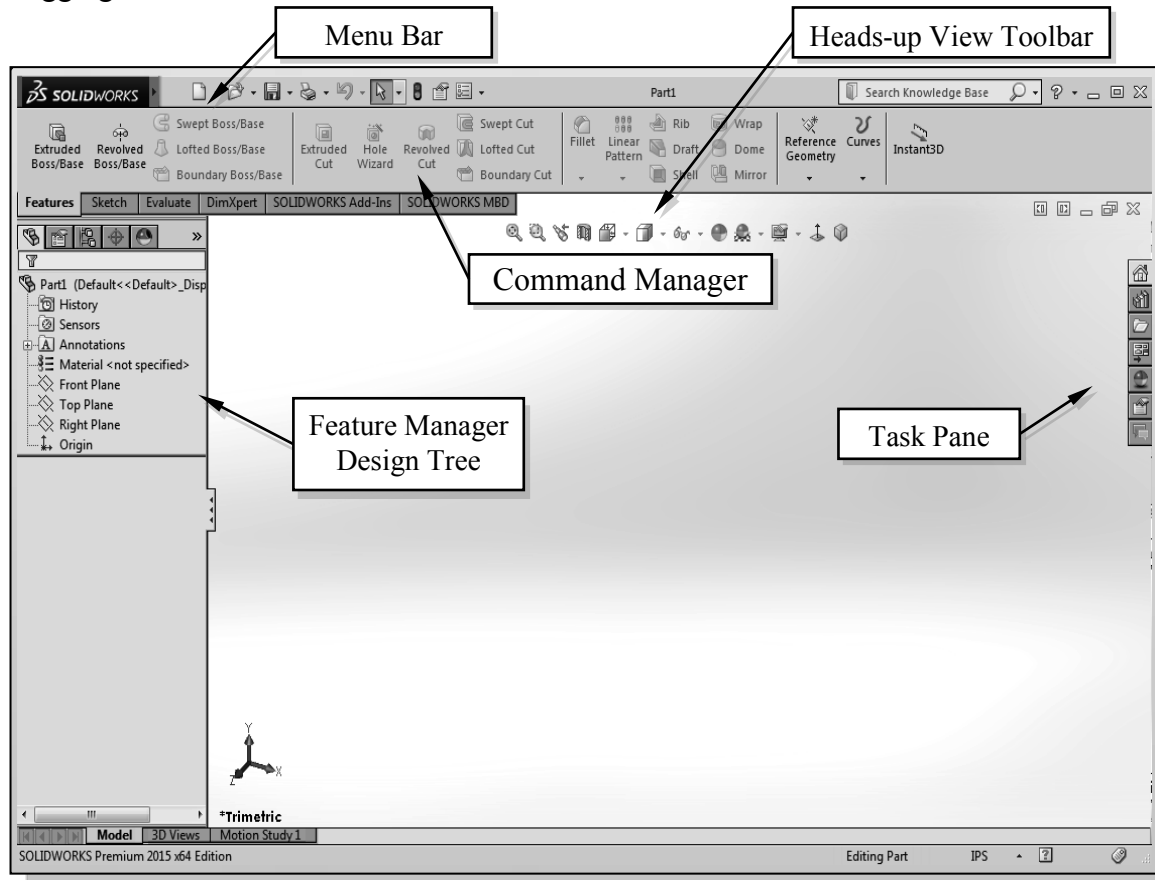 Menu Bar
Heads-up View Toolbar
SOLIDWORKS
Part1
Search Knowledge Base
Extruded Boss/Base
Revolved Boss/Base
Swept Boss/Base
Lofted Boss/Base
Boundary Boss/Base
Extruded Cut
Hole Wizard
Revolved Cut
Swept Cut
Lofted Cut
Boundary Cut
Fillet
Linear Pattern
Rib
Draft
Shell
Wrap
Dome
Mirror
Reference Geometry
Curves
Instant3D
Features
Sketch
Evaluate
DimXpert
SOLIDWORKS Add-Ins
SOLIDWORKS MBD
Command Manager
Part1 (Default<<Default>_Disp
History
Sensors
Annotations
Material <not specified>
Front Plane
Top Plane
Right Plane
Origin
Feature Manager
Design Tree
Task Pane
Y
X
Z
*Trimetric
Model
3D Views
Motion Study 1
SOLIDWORKS Premium 2015 x64 Edition
Editing Part
IPS